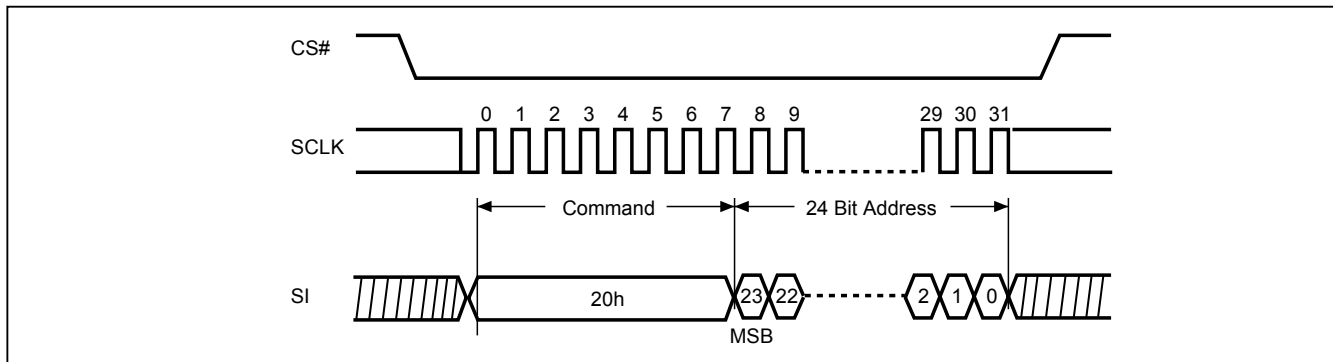 CS#
0 1 2 3 4 5 6 7 8 9 29 30 31
SCLK
Command 24 Bit Address
SI 20h 23 22 2 1 0
MSB